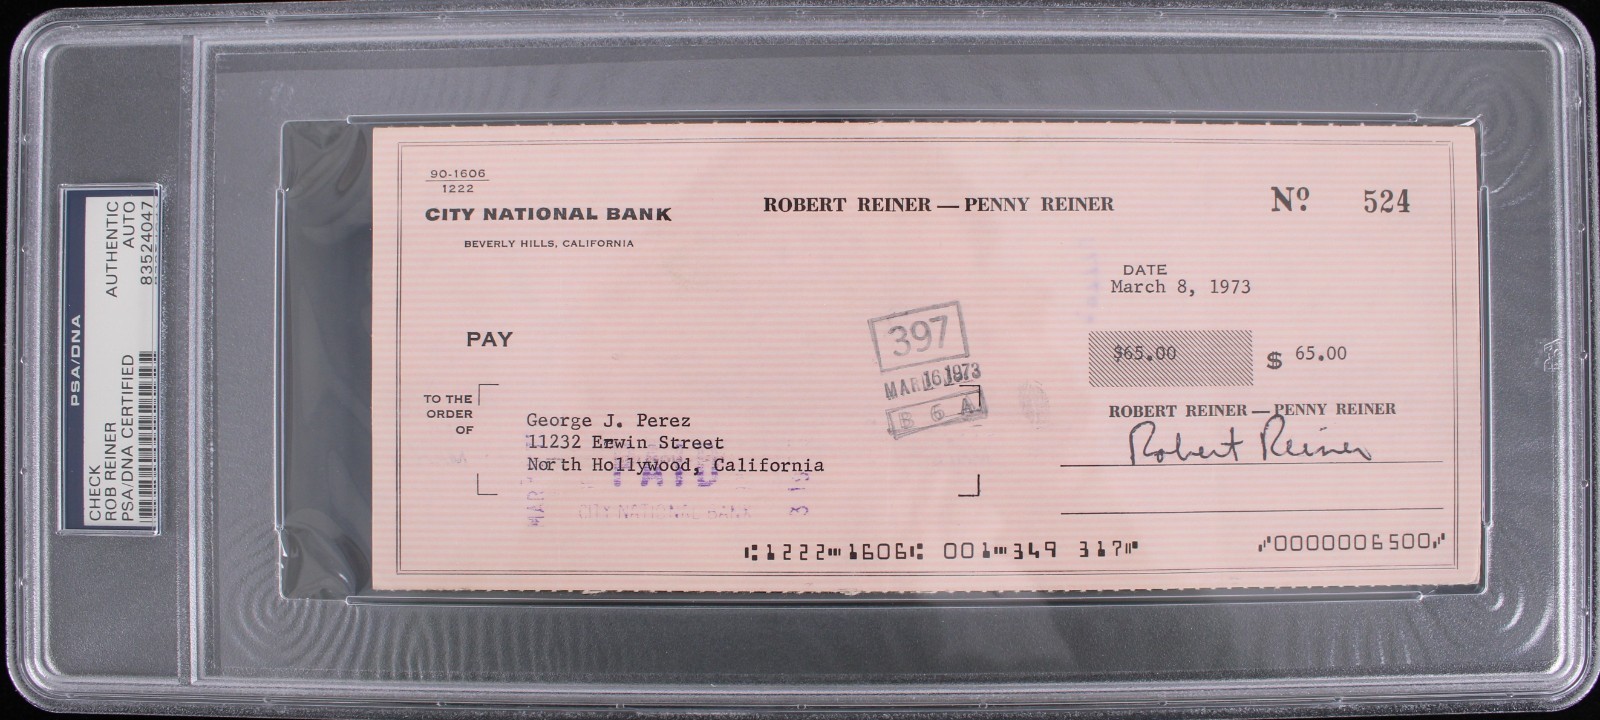 PSA/DNA
CHECK
ROB REINER
PSA/DNA CERTIFIED
AUTHENTIC
AUTO
83524047
90-1606
1222
CITY NATIONAL BANK
BEVERLY HILLS, CALIFORNIA
ROBERT REINER — PENNY REINER
Nº 524
DATE
March 8, 1973
PAY
397
MAR 16 1973
B 6 A
$65.00
$ 65.00
TO THE
ORDER
OF
George J. Perez
11232 Erwin Street
North Hollywood, California
PAID
CITY NATIONAL BANK
ROBERT REINER — PENNY REINER
Robert Reiner
⑆1222⑉1606⑆ 001⑉349 317⑈
⑈0000006500⑈